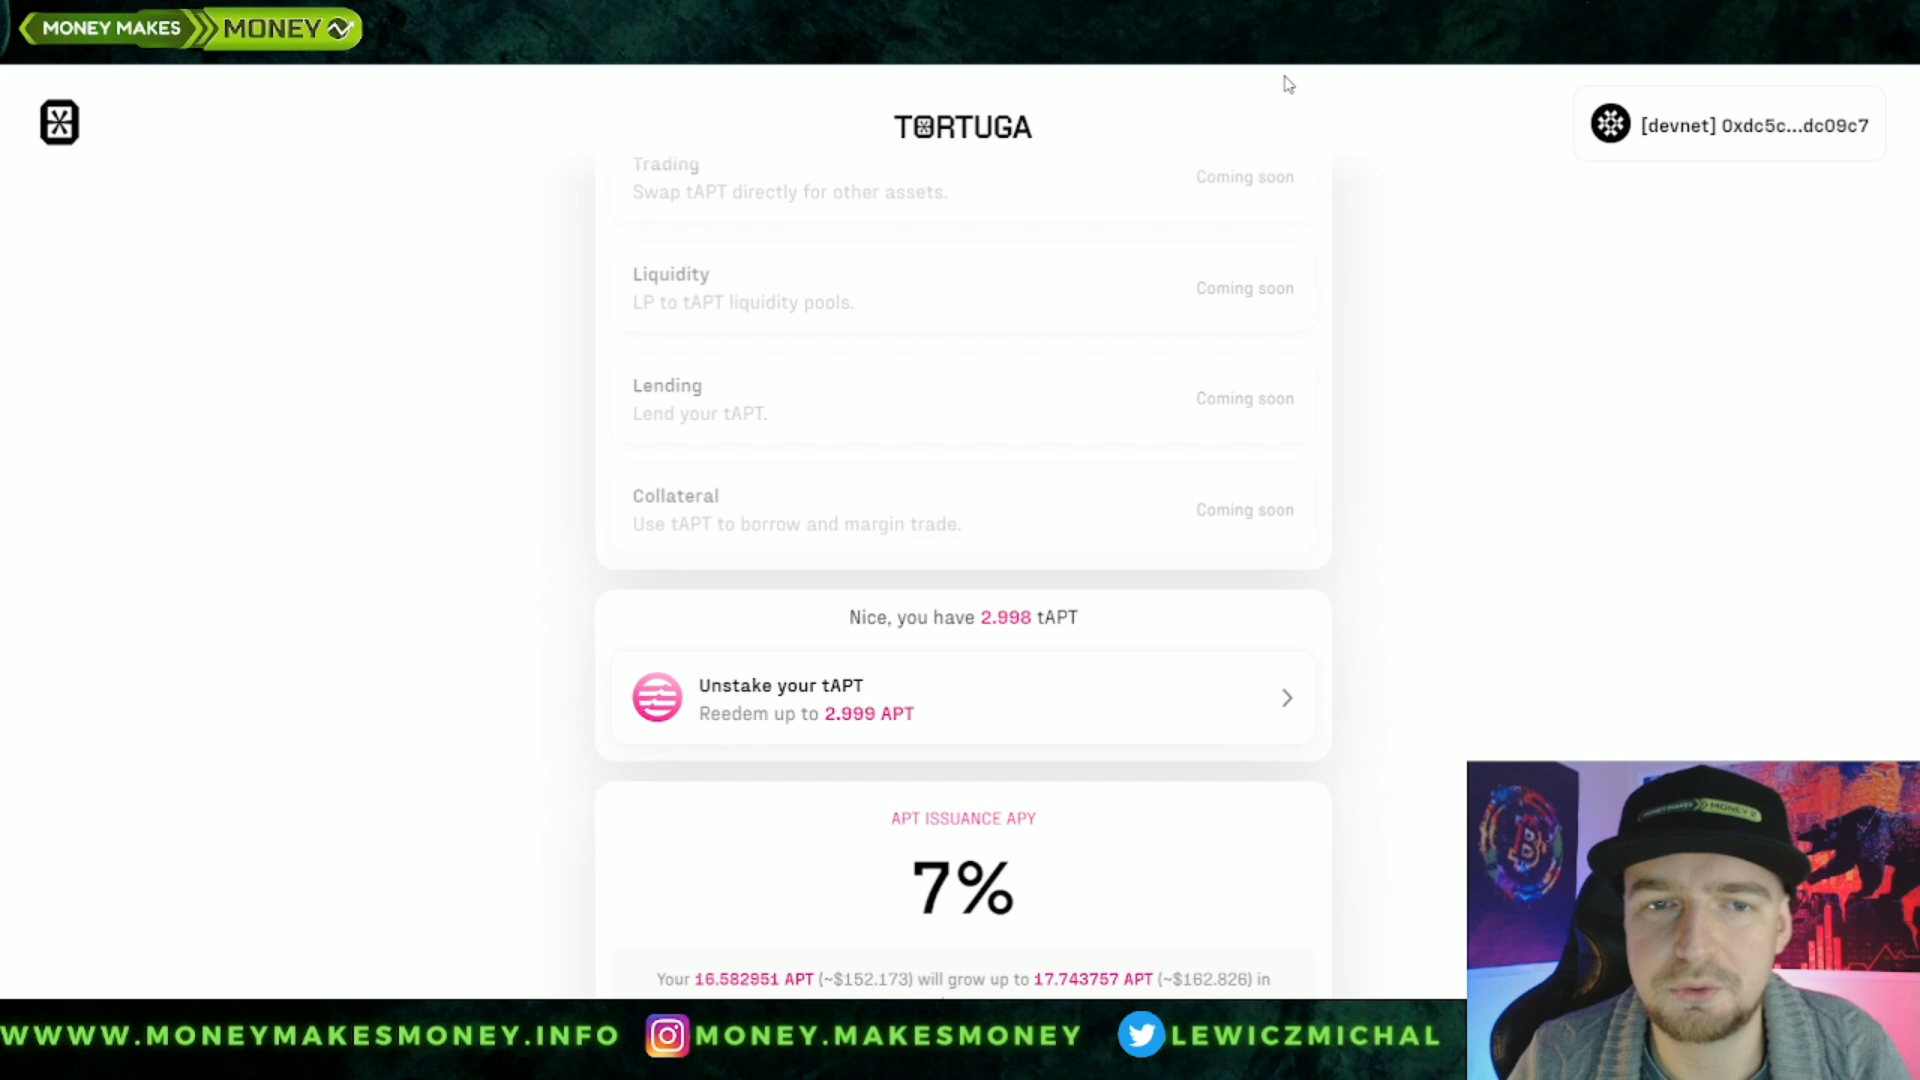 MONEY MAKES MONEY
TORTUGA
[devnet] 0xdc5c...dc09c7
Trading
Swap tAPT directly for other assets.
Coming soon
Liquidity
LP to tAPT liquidity pools.
Coming soon
Lending
Lend your tAPT.
Coming soon
Collateral
Use tAPT to borrow and margin trade.
Coming soon
Nice, you have 2.998 tAPT
Unstake your tAPT
Reedem up to 2.999 APT
APT ISSUANCE APY
7%
Your 16.582951 APT (~$152.173) will grow up to 17.743757 APT (~$162.826) in
MONEY MAKES MONEY
WWWW.MONEYMAKESMONEY.INFO
MONEY.MAKESMONEY
LEWICZMICHAL